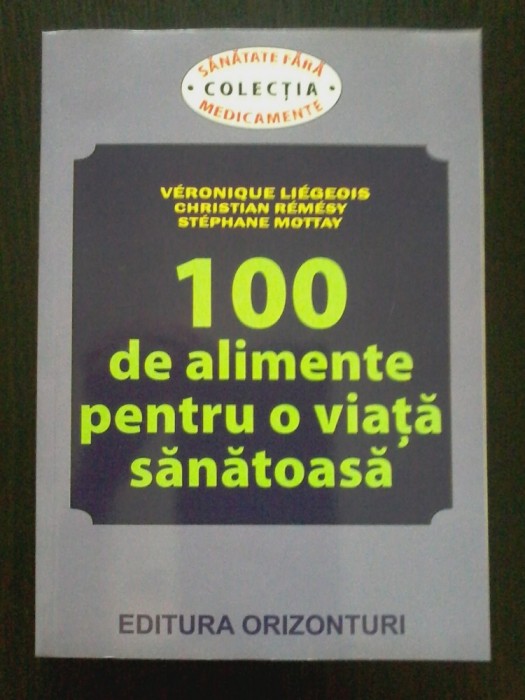 SĂNĂTATE FĂRĂ
• COLECȚIA •
MEDICAMENTE
VÉRONIQUE LIÉGEOIS
CHRISTIAN RÉMÉSY
STÉPHANE MOTTAY
100
de alimente
pentru o viață
sănătoasă
EDITURA ORIZONTURI